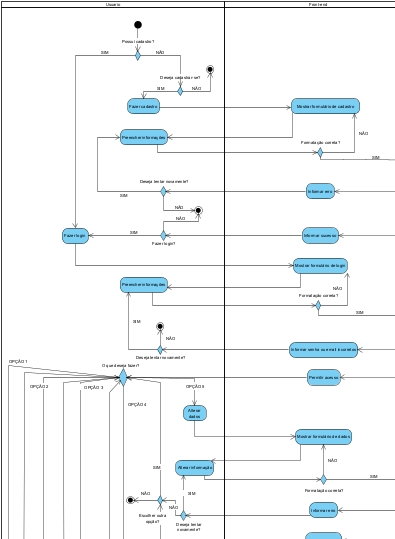 Usuário
Front-end
Possui cadastro?
SIM
NÃO
Deseja cadastrar-se?
SIM
NÃO
Fazer cadastro
Mostrar formulário de cadastro
Preencher informações
Formulação correta?
NÃO
SIM
Deseja tentar novamente?
SIM
NÃO
Informar erro
NÃO
Fazer login
SIM
Fazer login?
Informar sucesso
Mostrar formulário de login
Preencher informações
NÃO
Formulação correta?
SIM
SIM
NÃO
Deseja tentar novamente?
Informar senha ou email incorretos
OPÇÃO 1
O que deseja fazer?
OPÇÃO 2
OPÇÃO 3
OPÇÃO 5
Permitir acesso
OPÇÃO 4
Alterar
dados
Mostrar formulário de dados
SIM
Alterar informação
NÃO
SIM
Formulação correta?
NÃO
SIM
NÃO
Escolher outra
opção?
Deseja tentar
novamente?
Informar erro